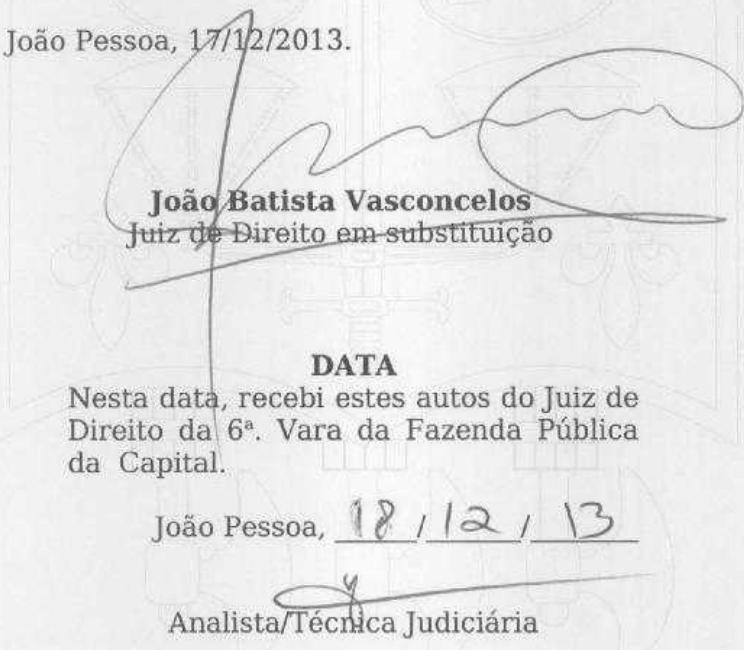 João Pessoa, 17/12/2013.
João Batista Vasconcelos
Juiz de Direito em substituição
DATA
Nesta data, recebi estes autos do Juiz de
Direito da 6ª. Vara da Fazenda Pública
da Capital.
João Pessoa, 18 / 12 / 13
Analista/Técnica Judiciária